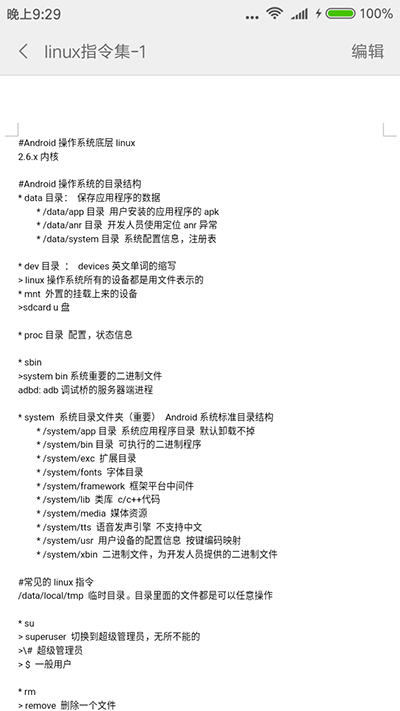 晚上9:29
100%
linux指令集-1
编辑
#Android 操作系统底层 linux
2.6.x 内核
#Android 操作系统的目录结构
* data 目录： 保存应用程序的数据
* /data/app 目录 用户安装的应用程序的 apk
* /data/anr 目录 开发人员使用定位 anr 异常
* /data/system 目录 系统配置信息，注册表
* dev 目录 ： devices 英文单词的缩写
> linux 操作系统所有的设备都是用文件表示的
* mnt 外置的挂载上来的设备
>sdcard u 盘
* proc 目录 配置，状态信息
* sbin
>system bin 系统重要的二进制文件
adbd: adb 调试桥的服务器端进程
* system 系统目录文件夹（重要） Android 系统标准目录结构
* /system/app 目录 系统应用程序目录 默认卸载不掉
* /system/bin 目录 可执行的二进制程序
* /system/exc 扩展目录
* /system/fonts 字体目录
* /system/framework 框架平台中间件
* /system/lib 类库 c/c++代码
* /system/media 媒体资源
* /system/tts 语音发声引擎 不支持中文
* /system/usr 用户设备的配置信息 按键编码映射
* /system/xbin 二进制文件，为开发人员提供的二进制文件
#常见的 linux 指令
/data/local/tmp 临时目录。目录里面的文件都是可以任意操作
* su
> superuser 切换到超级管理员，无所不能的
>\# 超级管理员
> $ 一般用户
* rm
> remove 删除一个文件